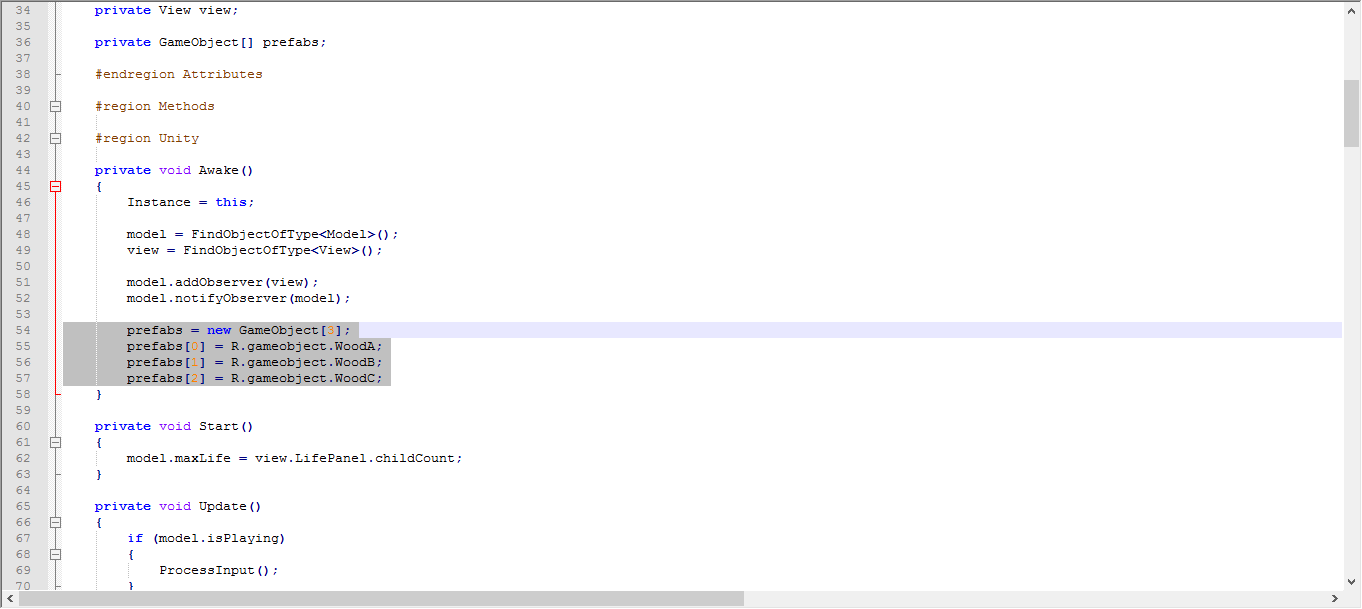 34 private View view;
35
36 private GameObject[] prefabs;
37
38 #endregion Attributes
39
40 #region Methods
41
42 #region Unity
43
44 private void Awake()
45 {
46 Instance = this;
47
48 model = FindObjectOfType<Model>();
49 view = FindObjectOfType<View>();
50
51 model.addObserver(view);
52 model.notifyObserver(model);
53
54 prefabs = new GameObject[3];
55 prefabs[0] = R.gameobject.WoodA;
56 prefabs[1] = R.gameobject.WoodB;
57 prefabs[2] = R.gameobject.WoodC;
58 }
59
60 private void Start()
61 {
62 model.maxLife = view.LifePanel.childCount;
63 }
64
65 private void Update()
66 {
67 if (model.isPlaying)
68 {
69 ProcessInput();
70 }